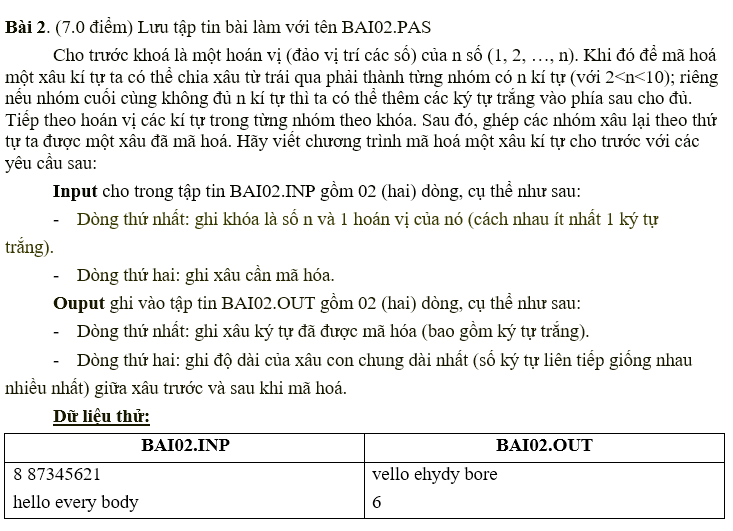 Bài 2. (7.0 điểm) Lưu tập tin bài làm với tên BAI02.PAS
Cho trước khoá là một hoán vị (đảo vị trí các số) của n số (1, 2, …, n). Khi đó để mã hoá
một xâu kí tự ta có thể chia xâu từ trái qua phải thành từng nhóm có n kí tự (với 2<n<10); riêng
nếu nhóm cuối cùng không đủ n kí tự thì ta có thể thêm các ký tự trắng vào phía sau cho đủ.
Tiếp theo hoán vị các kí tự trong từng nhóm theo khóa. Sau đó, ghép các nhóm xâu lại theo thứ
tự ta được một xâu đã mã hoá. Hãy viết chương trình mã hoá một xâu kí tự cho trước với các
yêu cầu sau:
Input cho trong tập tin BAI02.INP gồm 02 (hai) dòng, cụ thể như sau:
- Dòng thứ nhất: ghi khóa là số n và 1 hoán vị của nó (cách nhau ít nhất 1 ký tự
trắng).
- Dòng thứ hai: ghi xâu cần mã hóa.
Ouput ghi vào tập tin BAI02.OUT gồm 02 (hai) dòng, cụ thể như sau:
- Dòng thứ nhất: ghi xâu ký tự đã được mã hóa (bao gồm ký tự trắng).
- Dòng thứ hai: ghi độ dài của xâu con chung dài nhất (số ký tự liên tiếp giống nhau
nhiều nhất) giữa xâu trước và sau khi mã hoá.
Dữ liệu thử:
BAI02.INP BAI02.OUT
8 87345621 vello ehydy bore
hello every body 6